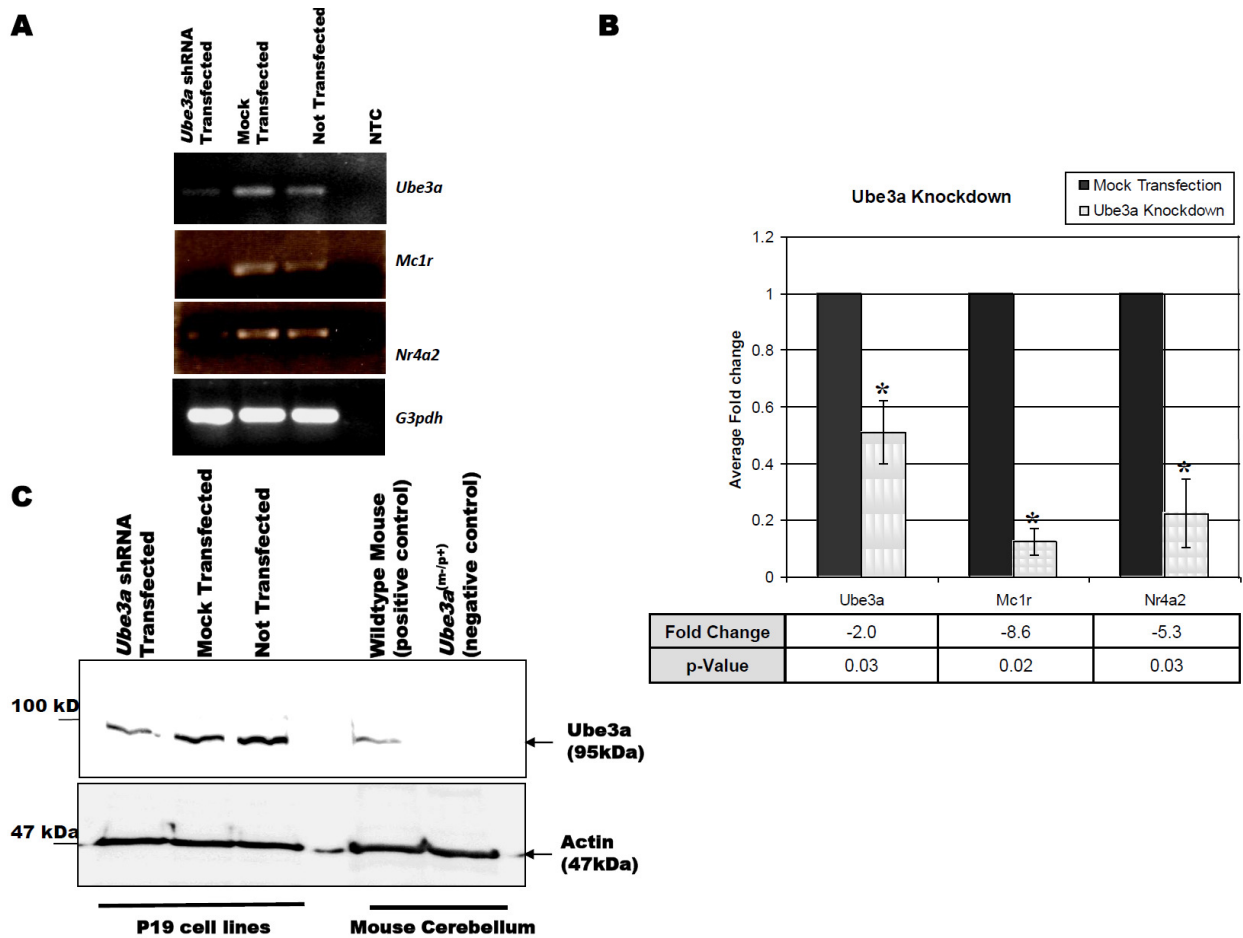 A
Ube3a shRNA
Transfected
Mock
Transfected
Not Transfected
NTC
Ube3a
Mc1r
Nr4a2
G3pdh
B
Ube3a Knockdown
Mock Transfection
Ube3a Knockdown
Average Fold change
1.2
1
0.8
0.6
0.4
0.2
0
*
*
*
Ube3a
Mc1r
Nr4a2
Fold Change -2.0 -8.6 -5.3
p-Value 0.03 0.02 0.03
C
Ube3a shRNA
Transfected
Mock Transfected
Not Transfected
Wildtype Mouse
(positive control)
Ube3a(m-/p+)
(negative control)
100 kD
Ube3a
(95kDa)
47 kDa
Actin
(47kDa)
P19 cell lines
Mouse Cerebellum